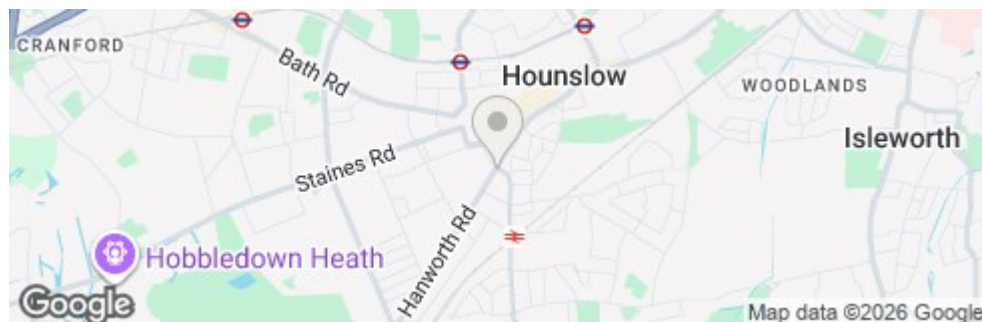 CRANFORD
Bath Rd
Hounslow
WOODLANDS
Isleworth
Staines Rd
Hanworth Rd
Hobbledown Heath
Google
Map data ©2026 Google